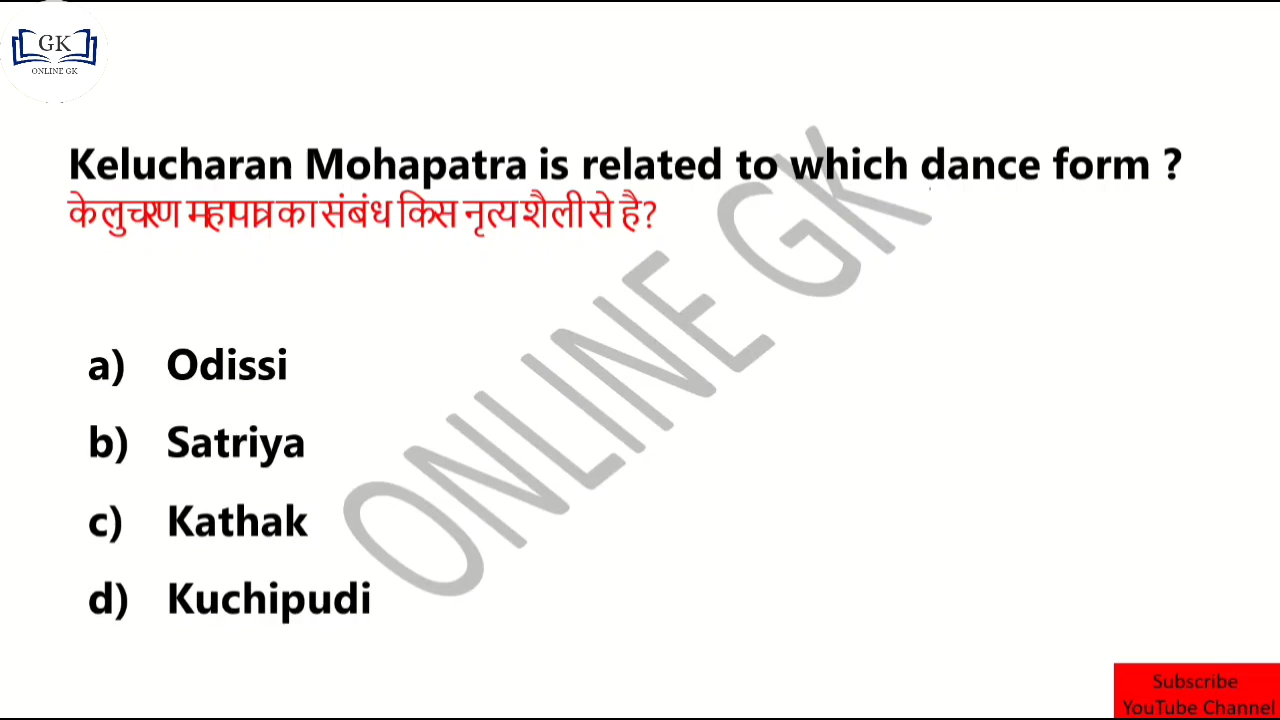 GK
ONLINE GK
Kelucharan Mohapatra is related to which dance form ?
केलुचरण महापात्र का संबंध किस नृत्य शैली से है?
a) Odissi
b) Satriya
c) Kathak
d) Kuchipudi
ONLINE GK
Subscribe
YouTube Channel